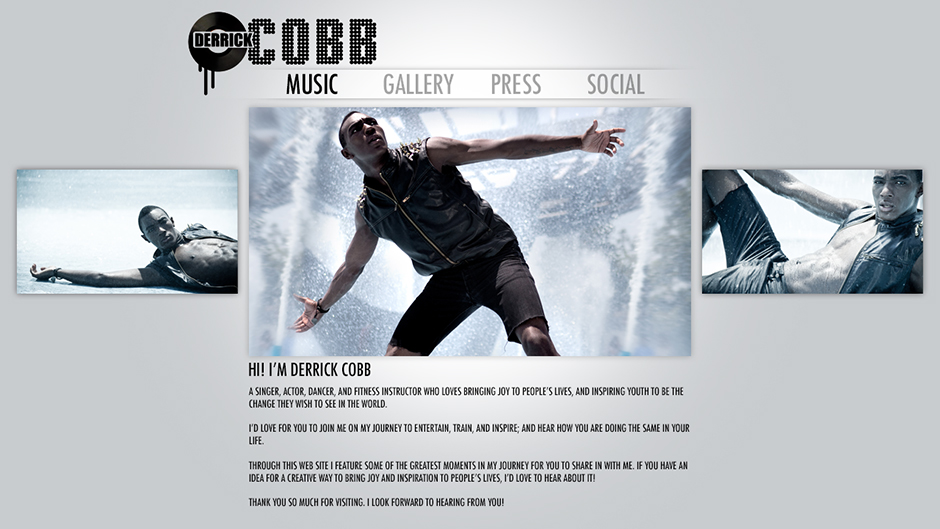 DERRICK COBB
MUSIC GALLERY PRESS SOCIAL
HI! I'M DERRICK COBB
A SINGER, ACTOR, DANCER, AND FITNESS INSTRUCTOR WHO LOVES BRINGING JOY TO PEOPLE'S LIVES, AND INSPIRING YOUTH TO BE THE
CHANGE THEY WISH TO SEE IN THE WORLD.
I'D LOVE FOR YOU TO JOIN ME ON MY JOURNEY TO ENTERTAIN, TRAIN, AND INSPIRE; AND HEAR HOW YOU ARE DOING THE SAME IN YOUR
LIFE.
THROUGH THIS WEB SITE I FEATURE SOME OF THE GREATEST MOMENTS IN MY JOURNEY FOR YOU TO SHARE IN WITH ME. IF YOU HAVE AN
IDEA FOR A CREATIVE WAY TO BRING JOY AND INSPIRATION TO PEOPLE'S LIVES, I'D LOVE TO HEAR ABOUT IT!
THANK YOU SO MUCH FOR VISITING. I LOOK FORWARD TO HEARING FROM YOU!